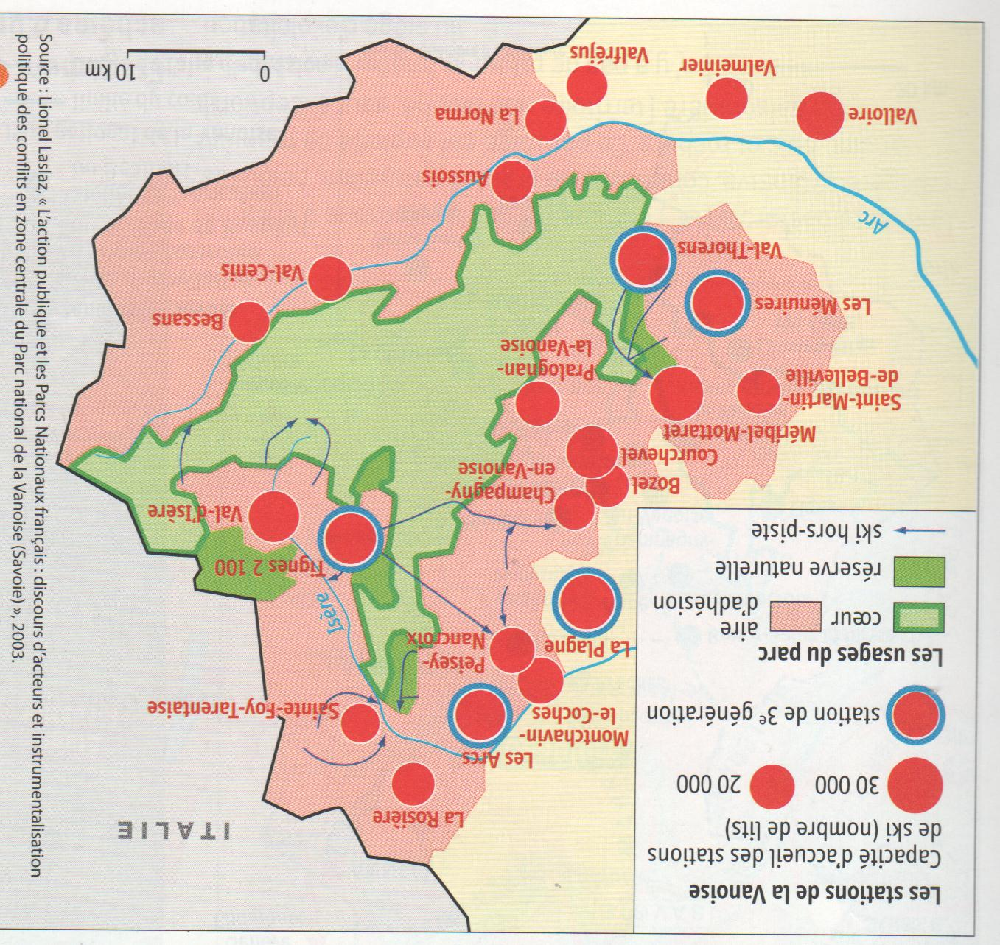 Les stations de la Vanoise
Capacité d'accueil des stations
de ski (nombre de lits)
30 000
20 000
station de 3e génération
Les usages du parc
cœur
aire
d'adhésion
réserve naturelle
ski hors-piste
ITALIE
La Rosière
Les Arcs
Montchavin-
le-Coches
Sainte-Foy-Tarentaise
Peisey-
Nancroix
La Plagne
Isère
Tignes 2 100
Val-d'Isère
Champagny-
en-Vanoise
Bozel
Courchevel
Méribel-Mottaret
Saint-Martin-
de-Belleville
Pralognan-
la-Vanoise
Les Ménuires
Val-Thorens
Bessans
Val-Cenis
Arc
Aussois
La Norma
Valloire
Valmeinier
Valfréjus
0
10 km
Source : Lionel Laslaz, « L'action publique et les Parcs Nationaux français : discours d'acteurs et instrumentalisation
politique des conflits en zone centrale du Parc national de la Vanoise (Savoie) », 2003.